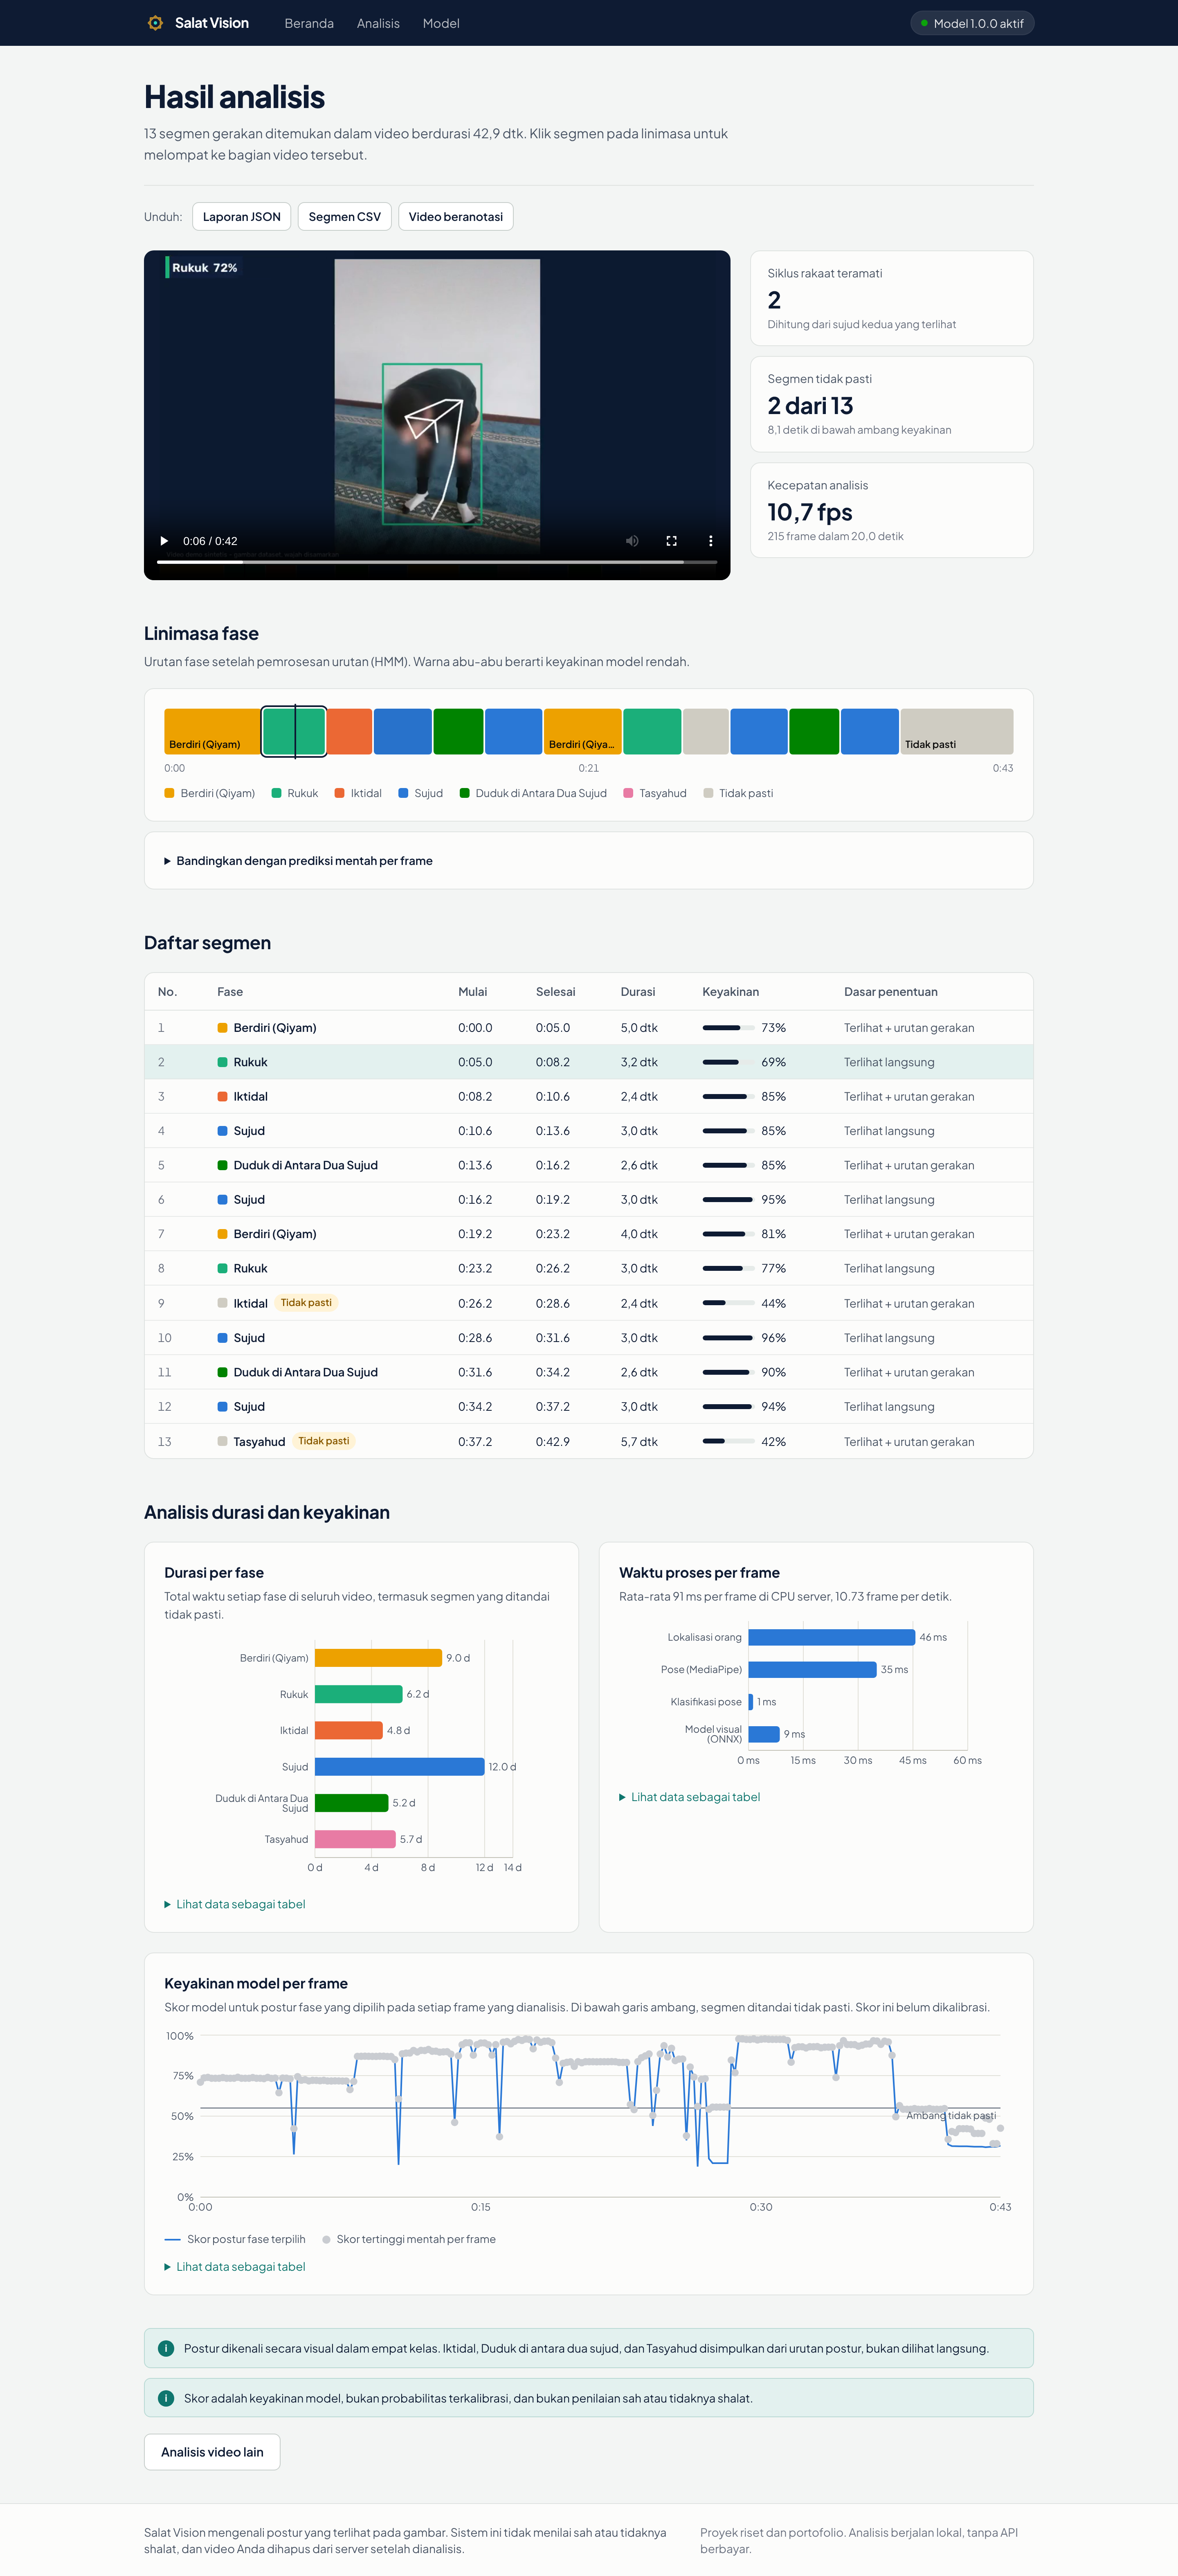 Salat Vision
Beranda
Analisis
Model
Model 1.0.0 aktif
Hasil analisis
13 segmen gerakan ditemukan dalam video berdurasi 42,9 dtk. Klik segmen pada linimasa untuk
melompat ke bagian video tersebut.
Unduh:
Laporan JSON
Segmen CSV
Video beranotasi
Rukuk 72%
0:06 / 0:42
Siklus rakaat teramati
2
Dihitung dari sujud kedua yang terlihat
Segmen tidak pasti
2 dari 13
8,1 detik di bawah ambang keyakinan
Kecepatan analisis
10,7 fps
215 frame dalam 20,0 detik
Linimasa fase
Urutan fase setelah pemrosesan urutan (HMM). Warna abu-abu berarti keyakinan model rendah.
Berdiri (Qiyam)
Berdiri (Qiya...
Tidak pasti
0:00
0:21
0:43
Berdiri (Qiyam)
Rukuk
Iktidal
Sujud
Duduk di Antara Dua Sujud
Tasyahud
Tidak pasti
Bandingkan dengan prediksi mentah per frame
Daftar segmen
No. Fase Mulai Selesai Durasi Keyakinan Dasar penentuan
1 Berdiri (Qiyam) 0:00.0 0:05.0 5,0 dtk 73% Terlihat + urutan gerakan
2 Rukuk 0:05.0 0:08.2 3,2 dtk 69% Terlihat langsung
3 Iktidal 0:08.2 0:10.6 2,4 dtk 85% Terlihat + urutan gerakan
4 Sujud 0:10.6 0:13.6 3,0 dtk 85% Terlihat langsung
5 Duduk di Antara Dua Sujud 0:13.6 0:16.2 2,6 dtk 85% Terlihat + urutan gerakan
6 Sujud 0:16.2 0:19.2 3,0 dtk 95% Terlihat langsung
7 Berdiri (Qiyam) 0:19.2 0:23.2 4,0 dtk 81% Terlihat + urutan gerakan
8 Rukuk 0:23.2 0:26.2 3,0 dtk 77% Terlihat langsung
9 Iktidal Tidak pasti 0:26.2 0:28.6 2,4 dtk 44% Terlihat + urutan gerakan
10 Sujud 0:28.6 0:31.6 3,0 dtk 96% Terlihat langsung
11 Duduk di Antara Dua Sujud 0:31.6 0:34.2 2,6 dtk 90% Terlihat + urutan gerakan
12 Sujud 0:34.2 0:37.2 3,0 dtk 94% Terlihat langsung
13 Tasyahud Tidak pasti 0:37.2 0:42.9 5,7 dtk 42% Terlihat + urutan gerakan
Analisis durasi dan keyakinan
Durasi per fase
Total waktu setiap fase di seluruh video, termasuk segmen yang ditandai
tidak pasti.
Berdiri (Qiyam) 9.0 d
Rukuk 6.2 d
Iktidal 4.8 d
Sujud 12.0 d
Duduk di Antara Dua
Sujud 5.2 d
Tasyahud 5.7 d
0 d 4 d 8 d 12 d 14 d
Lihat data sebagai tabel
Waktu proses per frame
Rata-rata 91 ms per frame di CPU server, 10.73 frame per detik.
Lokalisasi orang 46 ms
Pose (MediaPipe) 35 ms
Klasifikasi pose 1 ms
Model visual
(ONNX) 9 ms
0 ms 15 ms 30 ms 45 ms 60 ms
Lihat data sebagai tabel
Keyakinan model per frame
Skor model untuk postur fase yang dipilih pada setiap frame yang dianalisis. Di bawah garis ambang, segmen ditandai tidak pasti. Skor ini belum dikalibrasi.
100%
75%
50%
Ambang tidak pasti
25%
0%
0:00 0:15 0:30 0:43
Skor postur fase terpilih
Skor tertinggi mentah per frame
Lihat data sebagai tabel
Postur dikenali secara visual dalam empat kelas. Iktidal, Duduk di antara dua sujud, dan Tasyahud disimpulkan dari urutan postur, bukan dilihat langsung.
Skor adalah keyakinan model, bukan probabilitas terkalibrasi, dan bukan penilaian sah atau tidaknya shalat.
Analisis video lain
Salat Vision mengenali postur yang terlihat pada gambar. Sistem ini tidak menilai sah atau tidaknya
shalat, dan video Anda dihapus dari server setelah dianalisis.
Proyek riset dan portofolio. Analisis berjalan lokal, tanpa API
berbayar.